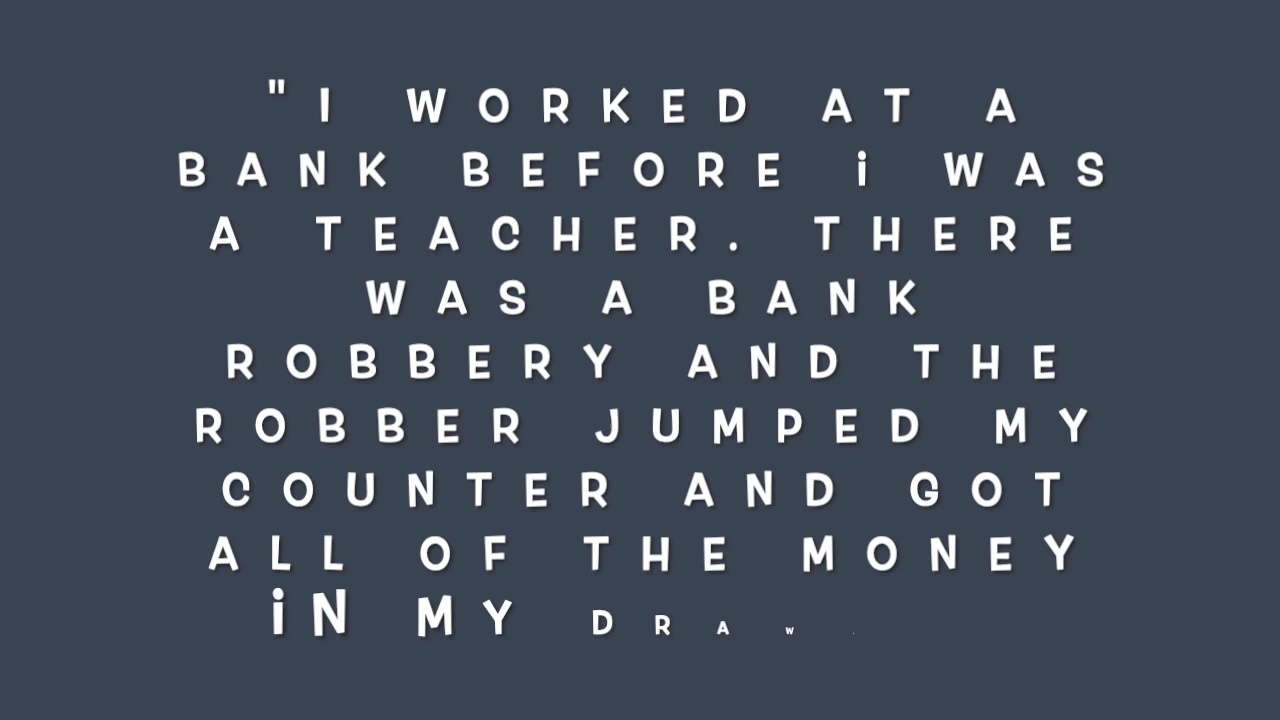 "I WORKED AT A
BANK BEFORE i WAS
A TEACHER. THERE
WAS A BANK
ROBBERY AND THE
ROBBER JUMPED MY
COUNTER AND GOT
ALL OF THE MONEY
iN MY DRAW